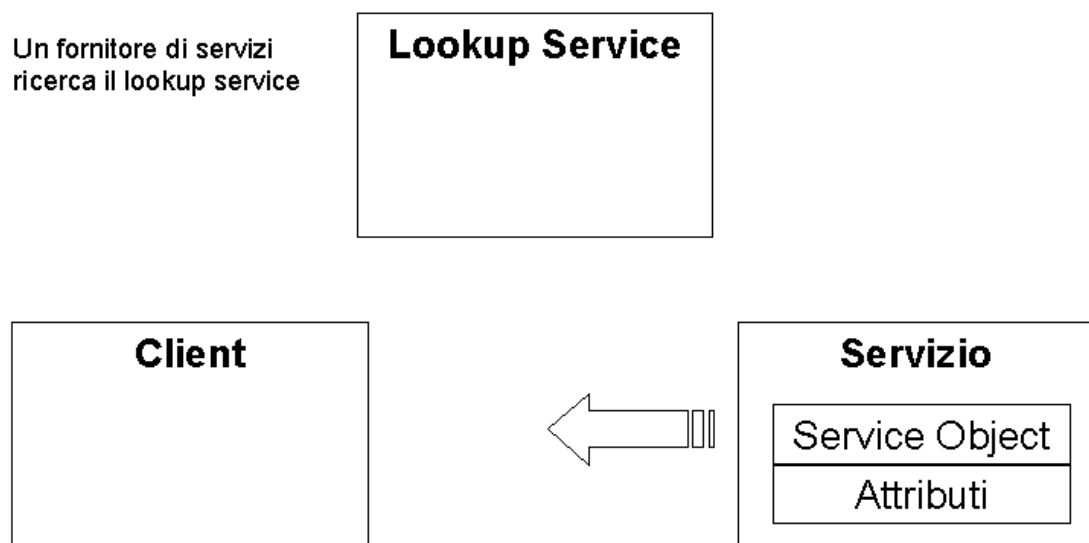 Un fornitore di servizi
ricerca il lookup service
Lookup Service
Client
Servizio
Service Object
Attributi